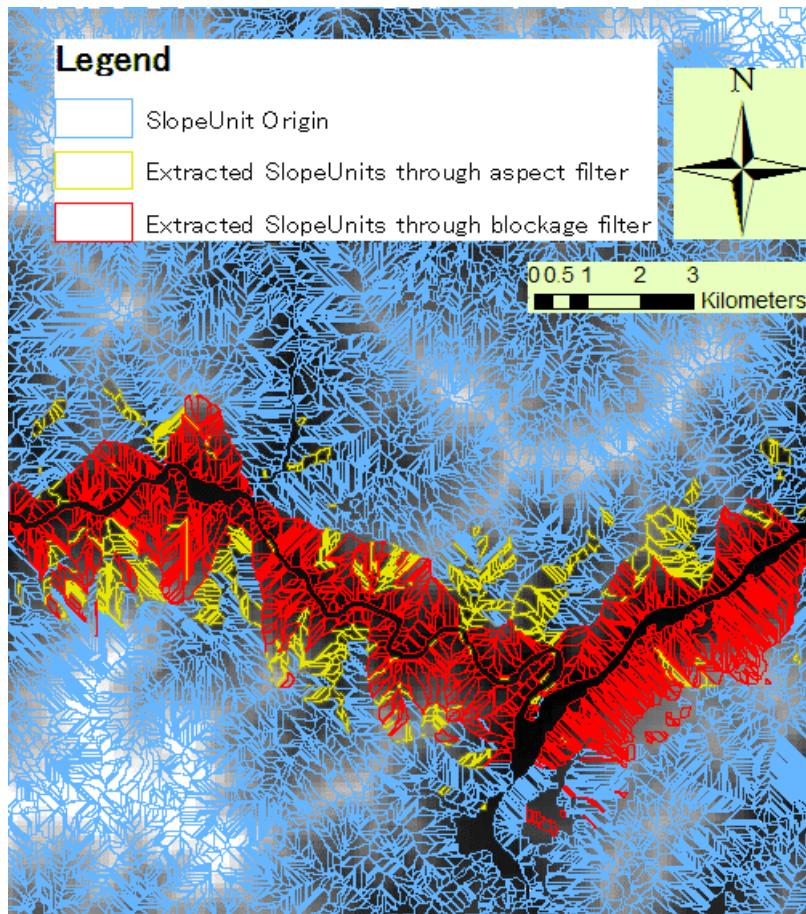 Legend
SlopeUnit Origin
Extracted SlopeUnits through aspect filter
Extracted SlopeUnits through blockage filter
N
0 0.5 1 2 3
Kilometers